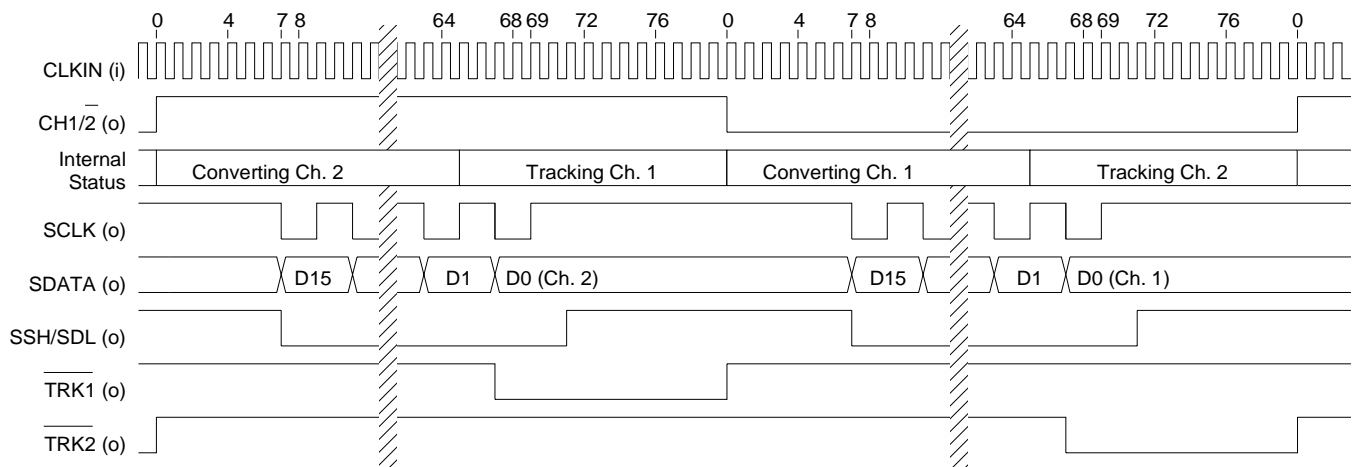 0 4 7 8 64 68 69 72 76 0 4 7 8 64 68 69 72 76 0
CLKIN (i)
CH1/2̅ (o)
Internal Status
Converting Ch. 2 Tracking Ch. 1 Converting Ch. 1 Tracking Ch. 2
SCLK (o)
SDATA (o) D15 D1 D0 (Ch. 2) D15 D1 D0 (Ch. 1)
SSH/SDL (o)
T̅R̅K̅1̅ (o)
T̅R̅K̅2̅ (o)